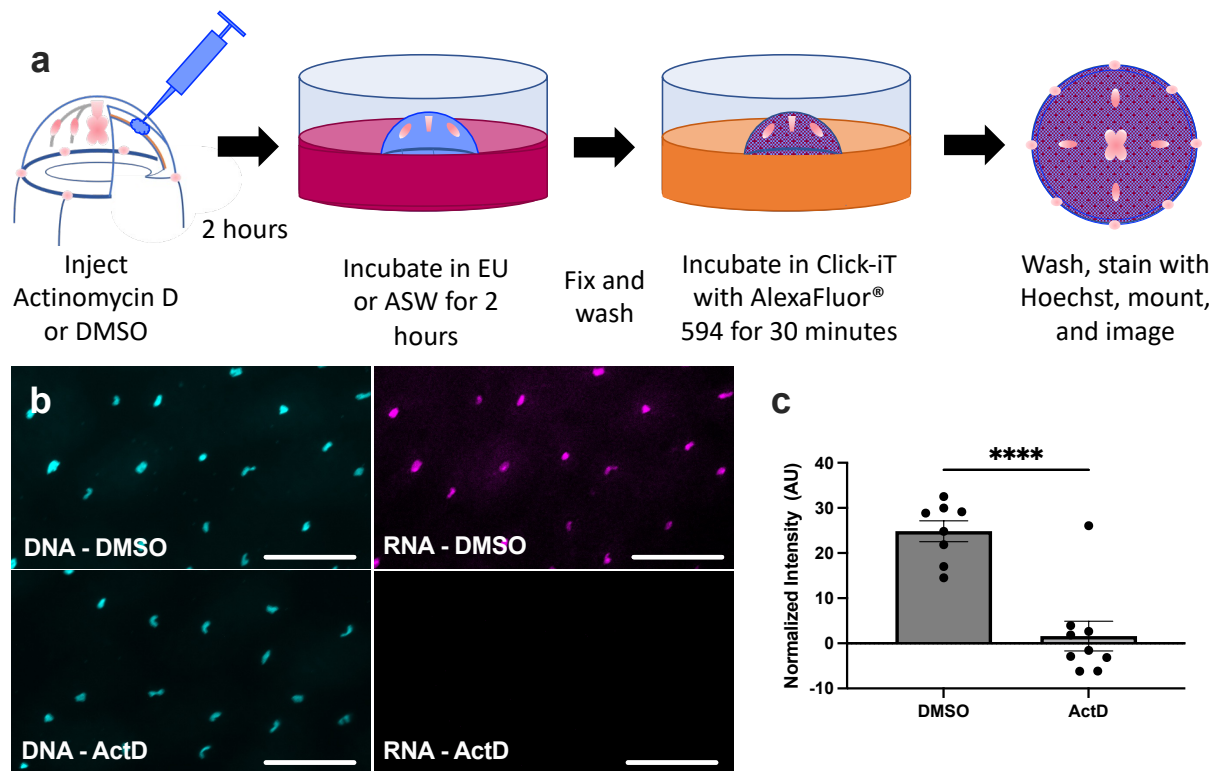 a
2 hours
Inject
Actinomycin D
or DMSO
Incubate in EU
or ASW for 2
hours
Fix and
wash
Incubate in Click-iT
with AlexaFluor®
594 for 30 minutes
Wash, stain with
Hoechst, mount,
and image
b
DNA - DMSO
RNA - DMSO
DNA - ActD
RNA - ActD
c
****
Normalized Intensity (AU)
40
30
20
10
0
-10
DMSO
ActD